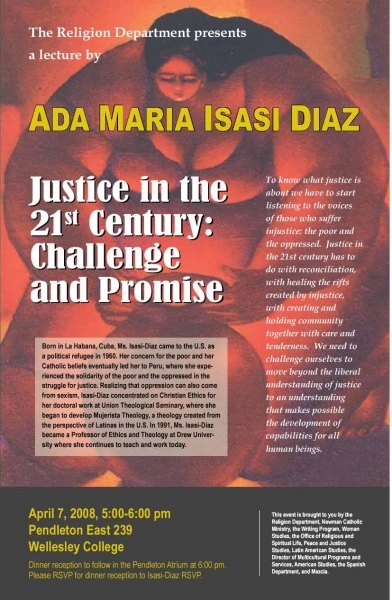 The Religion Department presents
a lecture by
ADA MARIA ISASI DIAZ
Justice in the
21st Century:
Challenge
and Promise
To know what justice is
about we have to start
listening to the voices
of those who suffer
injustice: the poor and
the oppressed. Justice in
the 21st century has to
do with reconciliation,
with healing the rifts
created by injustice,
with creating and
holding community
together with care and
tenderness. We need to
challenge ourselves to
move beyond the liberal
understanding of justice
to an understanding
that makes possible
the development of
capabilities for all
human beings.
Born in La Habana, Cuba, Ms. Isasi-Diaz came to the U.S. as
a political refugee in 1960. Her concern for the poor and her
Catholic beliefs eventually led her to Peru, where she expe-
rienced the solidarity of the poor and the oppressed in the
struggle for justice. Realizing that oppression can also come
from sexism, Isasi-Diaz concentrated on Christian Ethics for
her doctoral work at Union Theological Seminary, where she
began to develop Mujerista Theology, a theology created from
the perspective of Latinas in the U.S. In 1991, Ms. Isasi-Diaz
became a Professor of Ethics and Theology at Drew Univer-
sity where she continues to teach and work today.
April 7, 2008, 5:00-6:00 pm
Pendleton East 239
Wellesley College
Dinner reception to follow in the Pendleton Atrium at 6:00 pm.
Please RSVP for dinner reception to Isasi-Diaz RSVP.
This event is brought to you by the
Religion Department, Newman Catholic
Ministry, the Writing Program, Women
Studies, the Office of Religious and
Spiritual Life, Peace and Justice
Studies, Latin American Studies, the
Director of Multicultural Programs and
Services, American Studies, the Spanish
Department, and Mezcla.